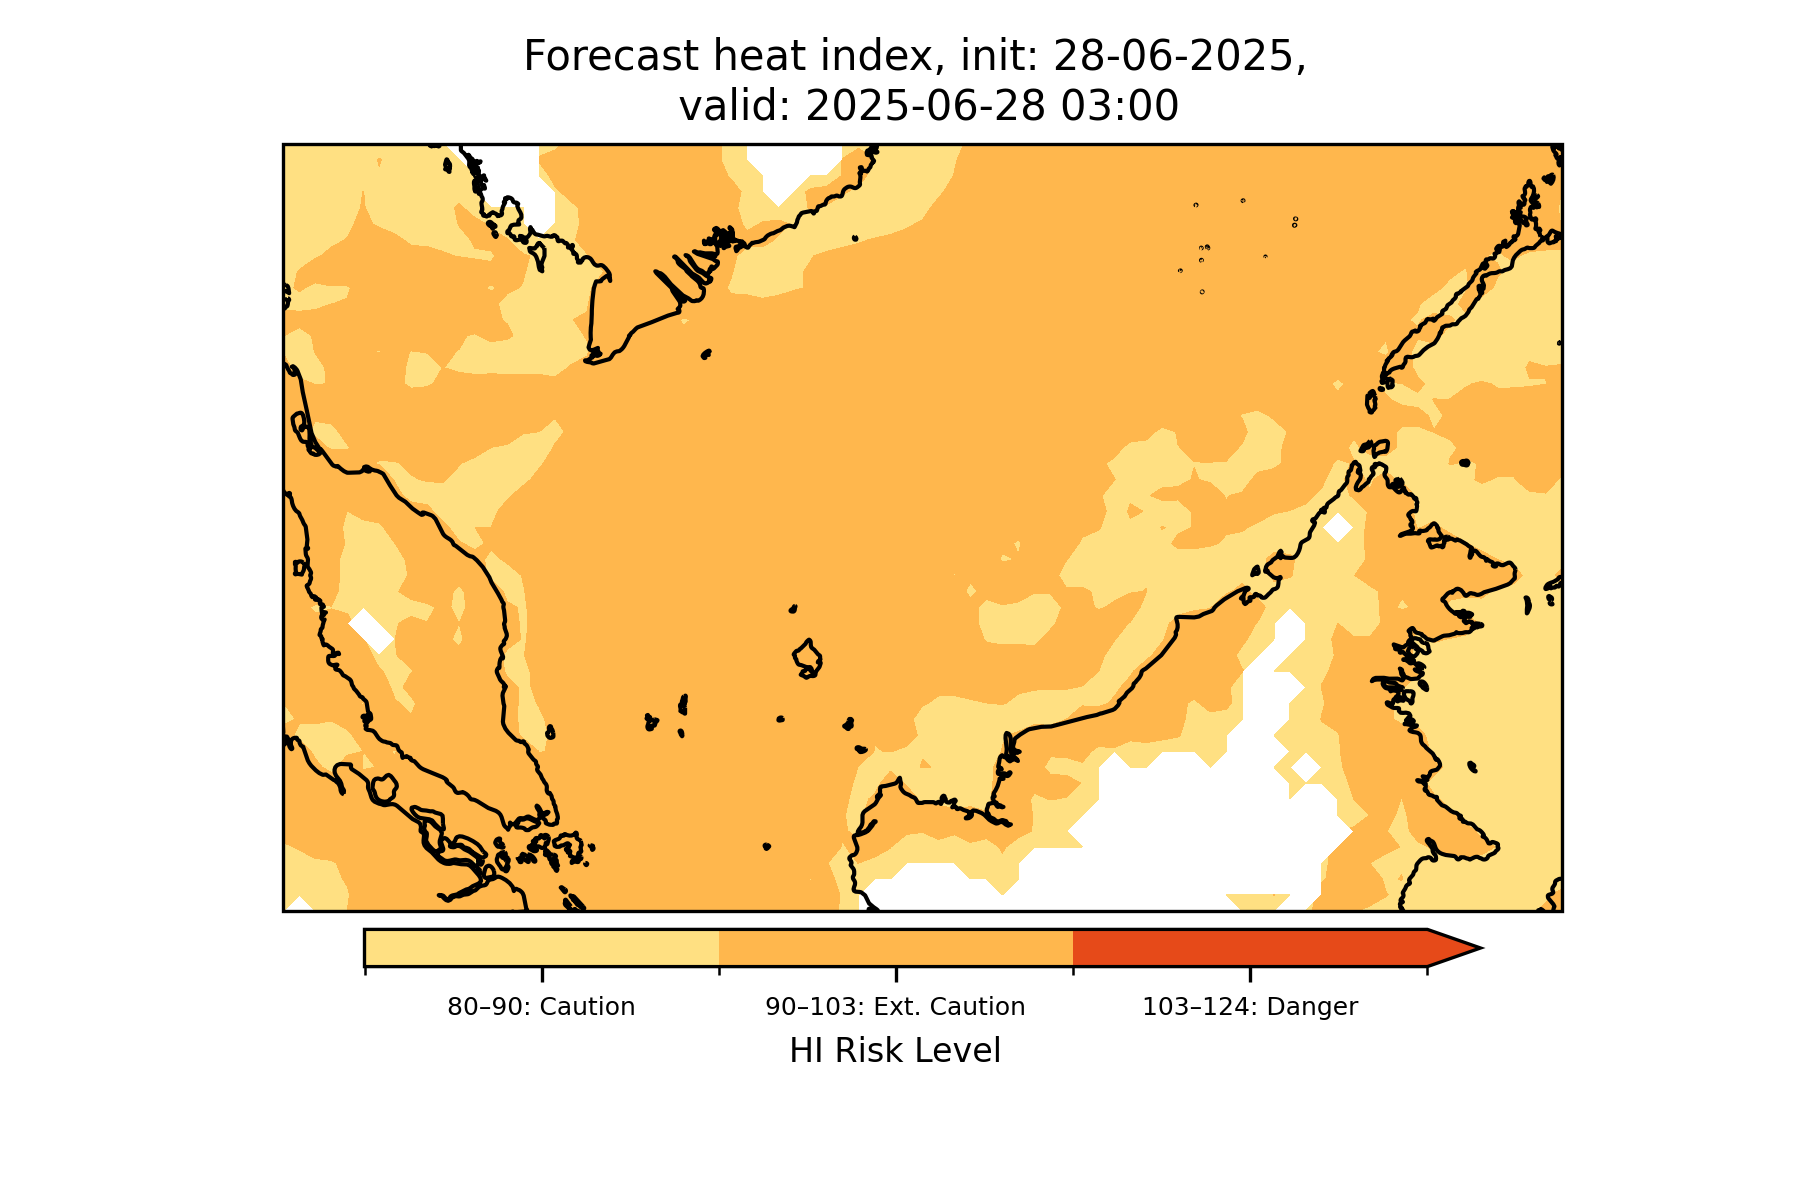 Forecast heat index, init: 28-06-2025,
valid: 2025-06-28 03:00
80–90: Caution
90–103: Ext. Caution
103–124: Danger
HI Risk Level